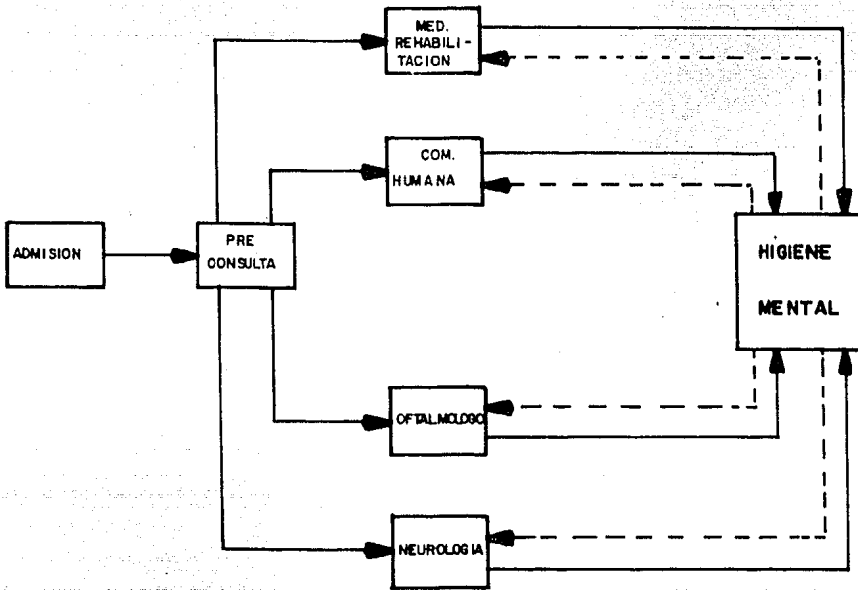 MED.
REHABILI-
TACION
COM.
HUMANA
ADMISION
PRE
CONSULTA
HIGIENE
MENTAL
OFTALMOLOGO
NEUROLOGIA